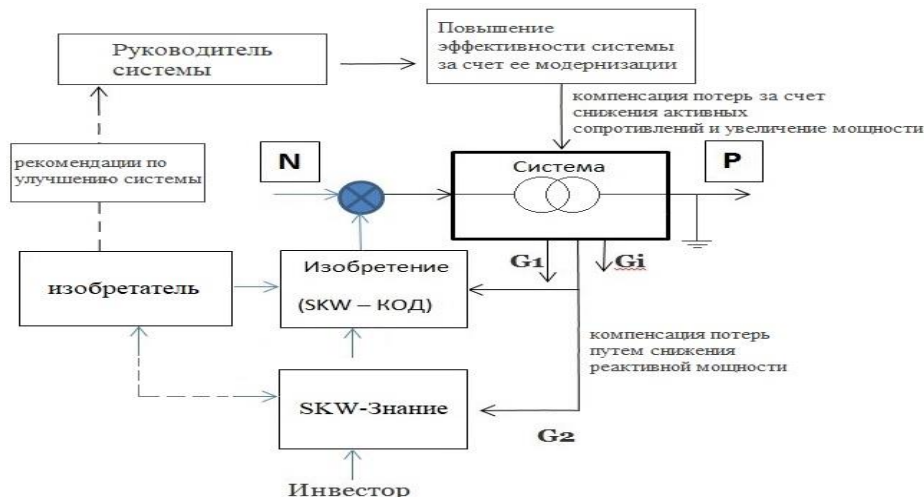 Руководитель
системы
Повышение
эффективности системы
за счет ее модернизации
компенсация потерь за счет
снижения активных
сопротивлений и увеличение мощности
рекомендации по
улучшению системы
N
Система
P
изобретатель
Изобретение
(SKW – КОД)
G1
Gi
компенсация потерь
путем снижения
реактивной мощности
SKW-Знание
G2
Инвестор